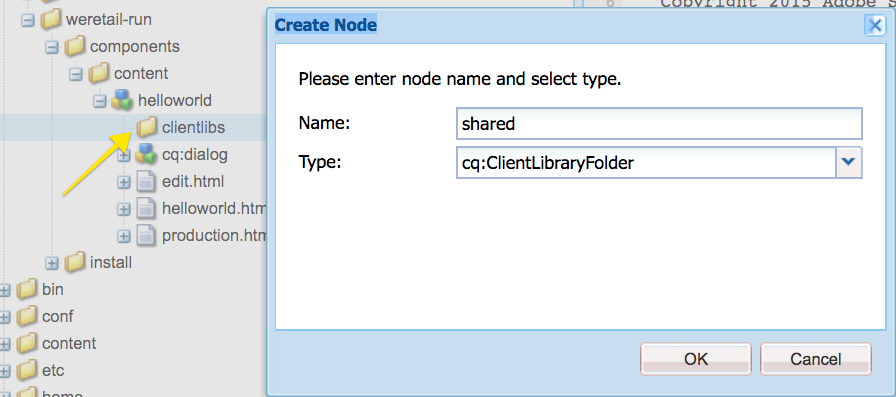 weretail-run
components
content
helloworld
clientlibs
cq:dialog
edit.html
helloworld.htm
production.htm
install
bin
conf
content
etc
home
6 Copyright 2015 Adobe S
Create Node
Please enter node name and select type.
Name: shared
Type: cq:ClientLibraryFolder
OK Cancel